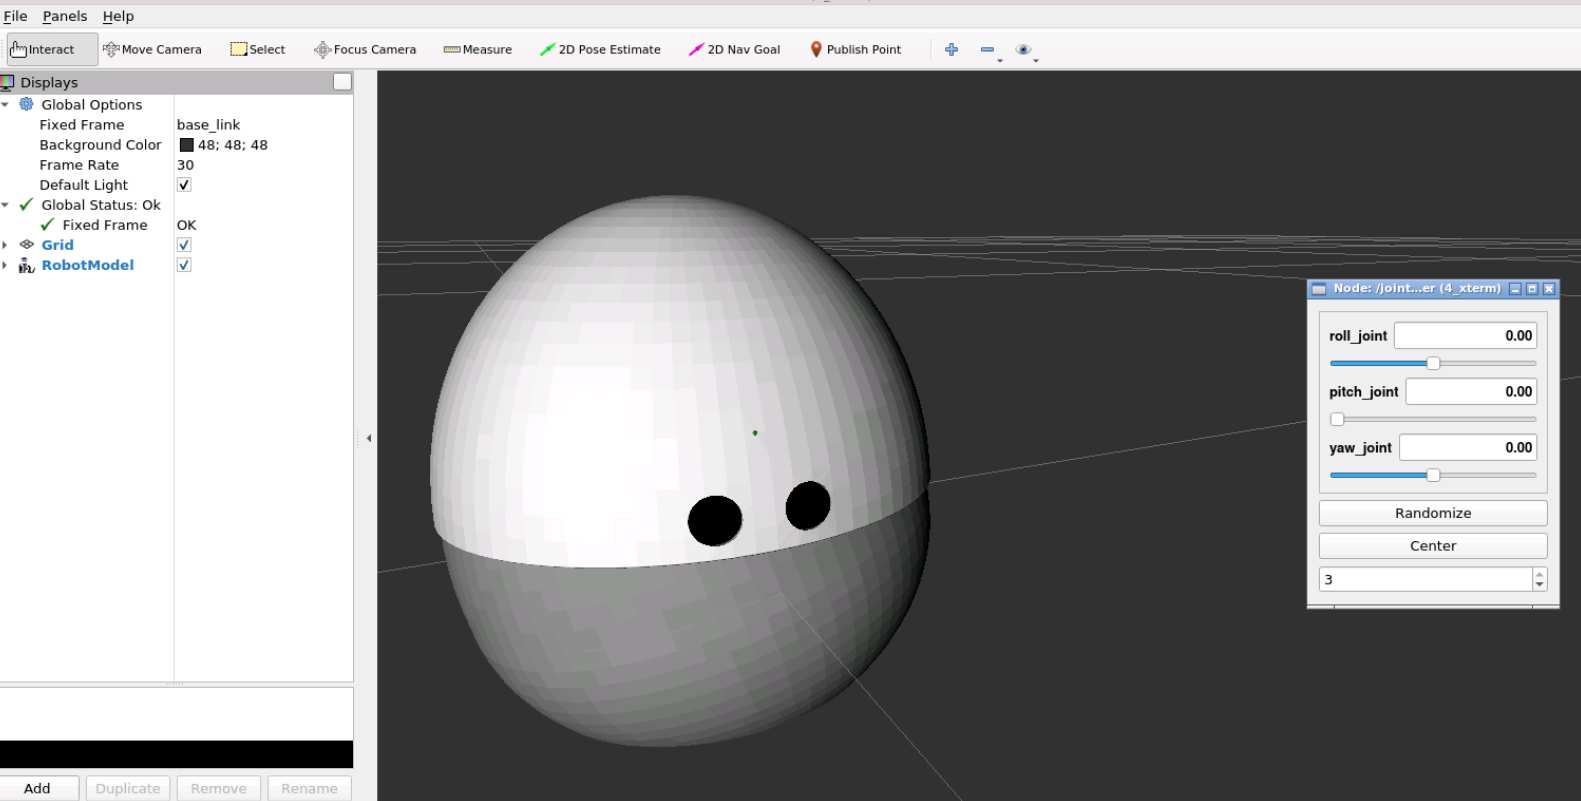 File Panels Help
Interact Move Camera Select Focus Camera Measure 2D Pose Estimate 2D Nav Goal Publish Point
Displays
Global Options
Fixed Frame base_link
Background Color 48; 48; 48
Frame Rate 30
Default Light
Global Status: Ok
Fixed Frame OK
Grid
RobotModel
Add Duplicate Remove Rename
Node: /joint...er (4_xterm)
roll_joint 0.00
pitch_joint 0.00
yaw_joint 0.00
Randomize
Center
3